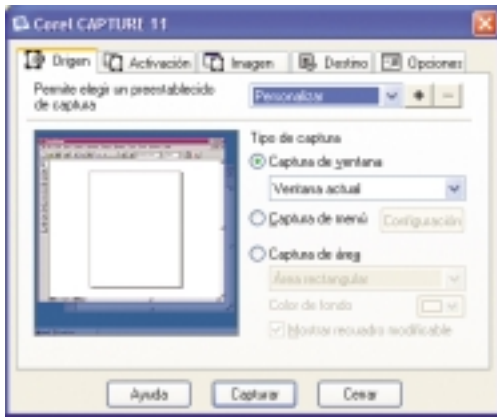 Corel CAPTURE 11
Origen Activación Imagen Destino Opciones
Permite elegir un preestablecido
de captura
Personalizar
+ –
Tipo de captura
Captura de ventana
Ventana actual
Captura de menú Configuración
Captura de área
Área rectangular
Color de fondo
Mostrar recuadro modificable
Ayuda Capturar Cerrar